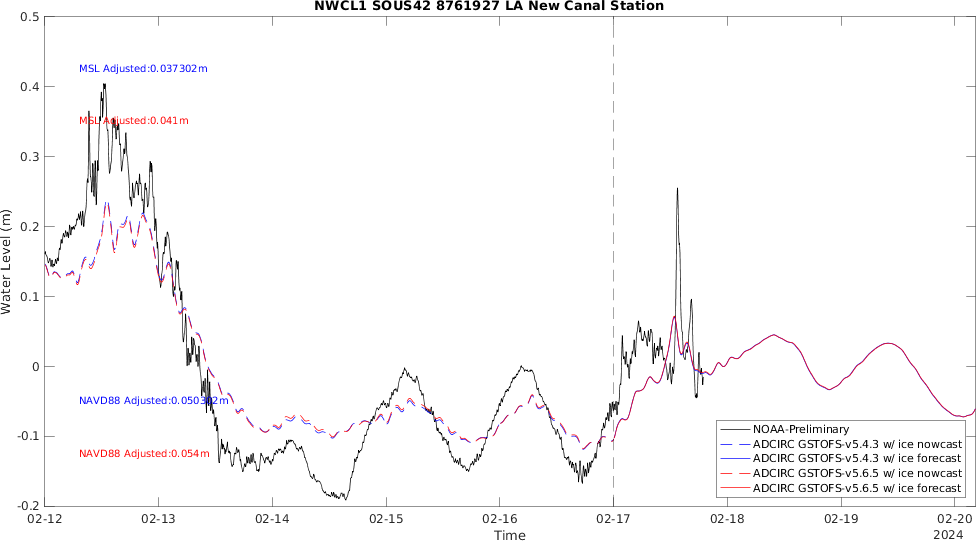 NWCL1 SOUS42 8761927 LA New Canal Station
0.5
0.4
0.3
0.2
0.1
0
-0.1
-0.2
Water Level (m)
MSL Adjusted:0.037302m
MSL Adjusted:0.041m
NAVD88 Adjusted:0.050302m
NAVD88 Adjusted:0.054m
NOAA-Preliminary
ADCIRC GSTOFS-v5.4.3 w/ ice nowcast
ADCIRC GSTOFS-v5.4.3 w/ ice forecast
ADCIRC GSTOFS-v5.6.5 w/ ice nowcast
ADCIRC GSTOFS-v5.6.5 w/ ice forecast
02-12 02-13 02-14 02-15 02-16 02-17 02-18 02-19 02-20
Time
2024